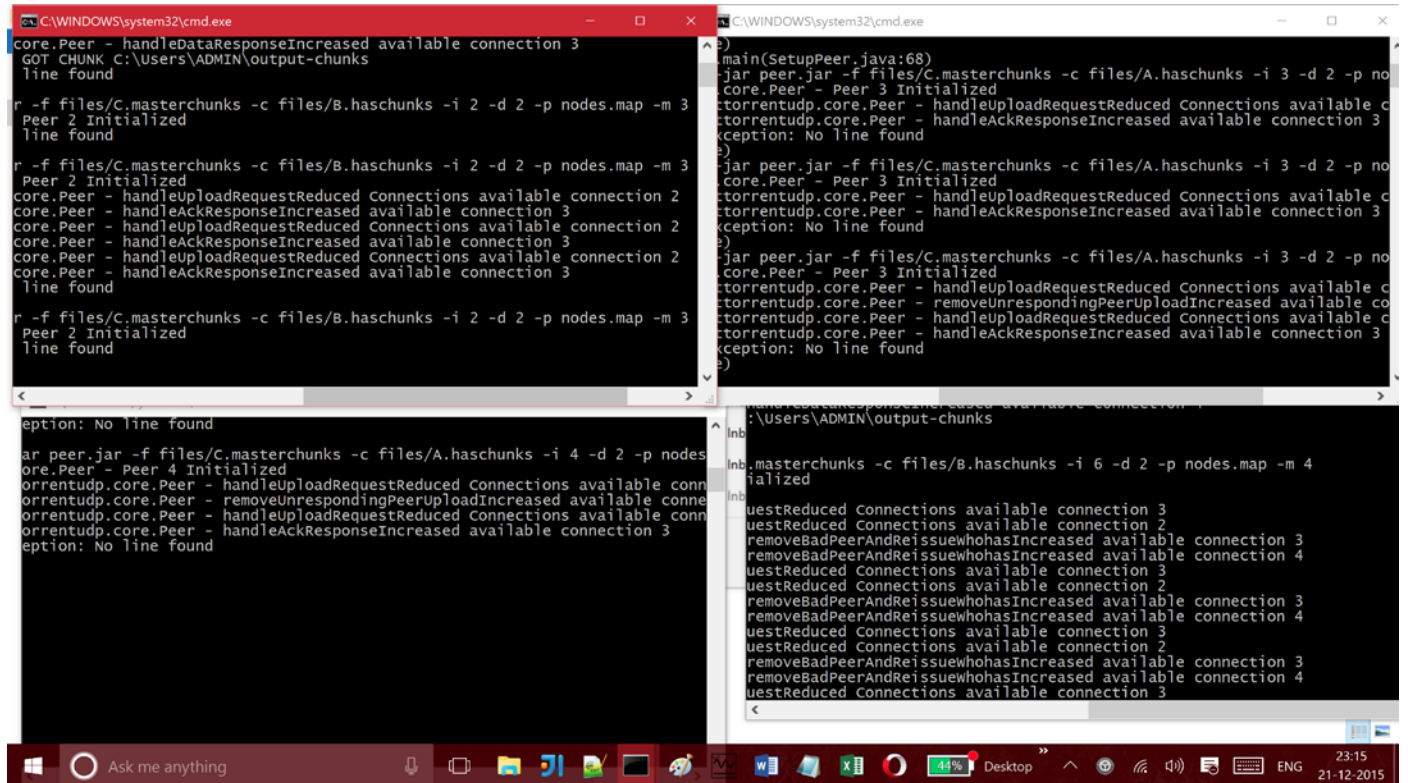 C:\WINDOWS\system32\cmd.exe
core.Peer - handleDataResponseIncreased available connection 3
GOT CHUNK C:\Users\ADMIN\output-chunks
line found
r -f files/C.masterchunks -c files/B.haschunks -i 2 -d 2 -p nodes.map -m 3
Peer 2 Initialized
line found
r -f files/C.masterchunks -c files/B.haschunks -i 2 -d 2 -p nodes.map -m 3
Peer 2 Initialized
core.Peer - handleUploadRequestReduced Connections available connection 2
core.Peer - handleAckResponseIncreased available connection 3
core.Peer - handleUploadRequestReduced Connections available connection 2
core.Peer - handleAckResponseIncreased available connection 3
core.Peer - handleUploadRequestReduced Connections available connection 2
core.Peer - handleAckResponseIncreased available connection 3
line found
r -f files/C.masterchunks -c files/B.haschunks -i 2 -d 2 -p nodes.map -m 3
Peer 2 Initialized
line found
C:\WINDOWS\system32\cmd.exe
e)
.main(SetupPeer.java:68)
-jar peer.jar -f files/C.masterchunks -c files/A.haschunks -i 3 -d 2 -p no
.core.Peer - Peer 3 Initialized
ttorrentudp.core.Peer - handleUploadRequestReduced Connections available c
ttorrentudp.core.Peer - handleAckResponseIncreased available connection 3
xception: No line found
e)
-jar peer.jar -f files/C.masterchunks -c files/A.haschunks -i 3 -d 2 -p no
.core.Peer - Peer 3 Initialized
ttorrentudp.core.Peer - handleUploadRequestReduced Connections available c
ttorrentudp.core.Peer - handleAckResponseIncreased available connection 3
xception: No line found
e)
-jar peer.jar -f files/C.masterchunks -c files/A.haschunks -i 3 -d 2 -p no
.core.Peer - Peer 3 Initialized
ttorrentudp.core.Peer - handleUploadRequestReduced Connections available c
ttorrentudp.core.Peer - removeUnrespondingPeerUploadIncreased available co
ttorrentudp.core.Peer - handleUploadRequestReduced Connections available c
ttorrentudp.core.Peer - handleAckResponseIncreased available connection 3
xception: No line found
e)
eption: No line found
ar peer.jar -f files/C.masterchunks -c files/A.haschunks -i 4 -d 2 -p nodes
ore.Peer - Peer 4 Initialized
orrentudp.core.Peer - handleUploadRequestReduced Connections available conn
orrentudp.core.Peer - removeUnrespondingPeerUploadIncreased available conne
orrentudp.core.Peer - handleUploadRequestReduced Connections available conn
orrentudp.core.Peer - handleAckResponseIncreased available connection 3
eption: No line found
Inb
Inb
Inb
:\Users\ADMIN\output-chunks
.masterchunks -c files/B.haschunks -i 6 -d 2 -p nodes.map -m 4
ialized
uestReduced Connections available connection 3
uestReduced Connections available connection 2
removeBadPeerAndReissueWhohasIncreased available connection 3
removeBadPeerAndReissueWhohasIncreased available connection 4
uestReduced Connections available connection 3
uestReduced Connections available connection 2
removeBadPeerAndReissueWhohasIncreased available connection 3
removeBadPeerAndReissueWhohasIncreased available connection 4
uestReduced Connections available connection 3
uestReduced Connections available connection 2
removeBadPeerAndReissueWhohasIncreased available connection 3
removeBadPeerAndReissueWhohasIncreased available connection 4
uestReduced Connections available connection 3
Ask me anything
44%
Desktop
ENG
23:15
21-12-2015